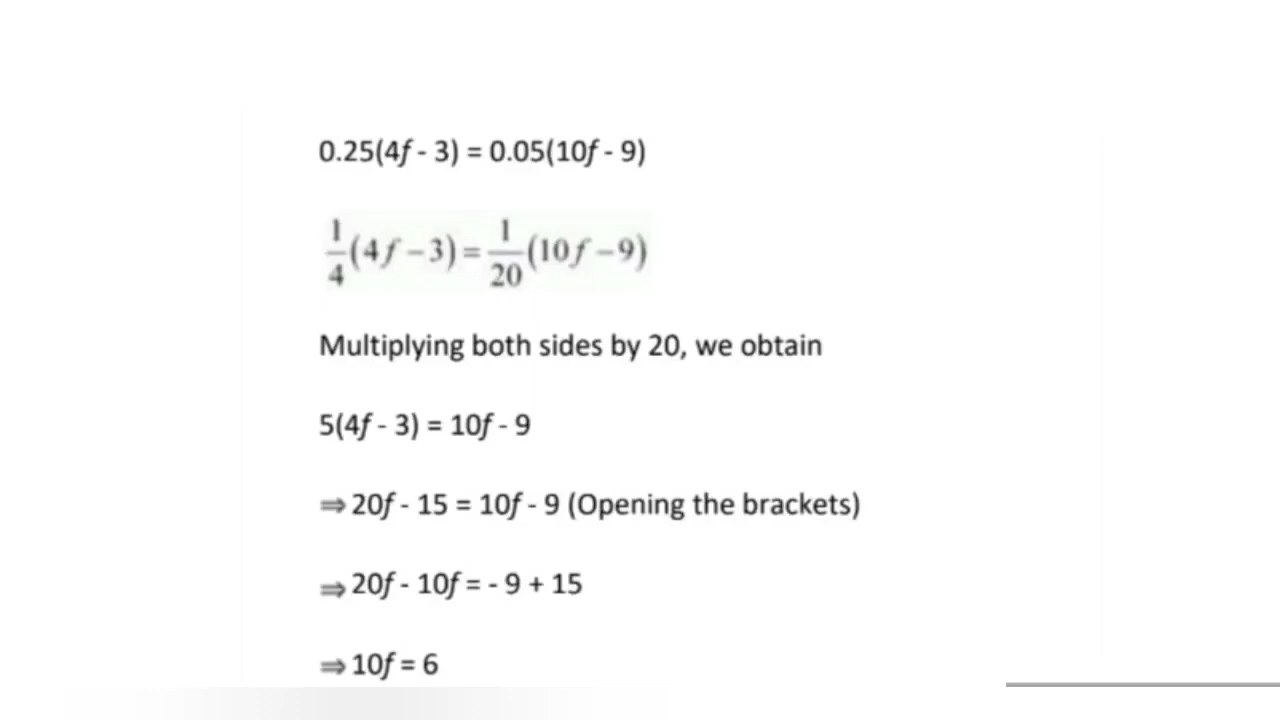 0.25(4f - 3) = 0.05(10f - 9)
1/4(4f - 3) = 1/20(10f - 9)
Multiplying both sides by 20, we obtain
5(4f - 3) = 10f - 9
⇒ 20f - 15 = 10f - 9 (Opening the brackets)
⇒ 20f - 10f = - 9 + 15
⇒ 10f = 6